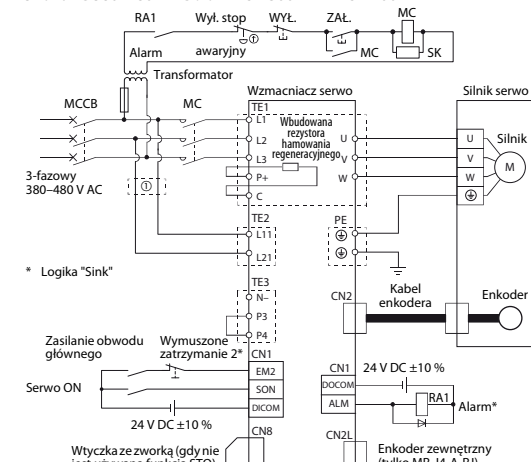 RA1
Wył. stop
WYŁ.
ZAŁ.
MC
Alarm
awaryjny
MC
SK
Transformator
MCCB
MC
Wzmacniacz serwo
Silnik serwo
TE1
L1
Wbudowana
rezystora
hamowania
regeneracyjnego
L2
U
U
Silnik
L3
V
V
M
P+
W
W
3-fazowy
380–480 V AC
①
C
TE2
PE
L11
L21
* Logika "Sink"
TE3
N–
CN2
Kabel
enkodera
Enkoder
P3
P4
Zasilanie obwodu
głównego
Wymuszone
zatrzymanie 2*
CN1
EM2
CN1
24 V DC ±10 %
Serwo ON
SON
DOCOM
DICOM
ALM
RA1
Alarm*
24 V DC ±10 %
CN8
CN2L
Wtyczka ze zworką (gdy nie
Enkoder zewnętrzny